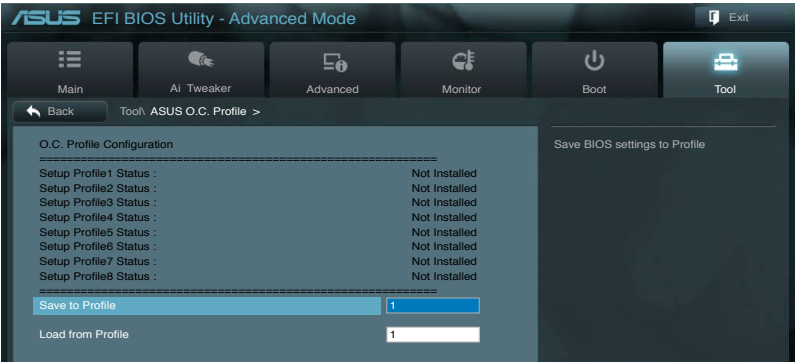 ASUS EFI BIOS Utility - Advanced Mode
Exit
Main
Ai Tweaker
Advanced
Monitor
Boot
Tool
Back
Tool\ ASUS O.C. Profile >
O.C. Profile Configuration
Setup Profile1 Status : Not Installed
Setup Profile2 Status : Not Installed
Setup Profile3 Status : Not Installed
Setup Profile4 Status : Not Installed
Setup Profile5 Status : Not Installed
Setup Profile6 Status : Not Installed
Setup Profile7 Status : Not Installed
Setup Profile8 Status : Not Installed
Save to Profile 1
Load from Profile 1
Save BIOS settings to Profile